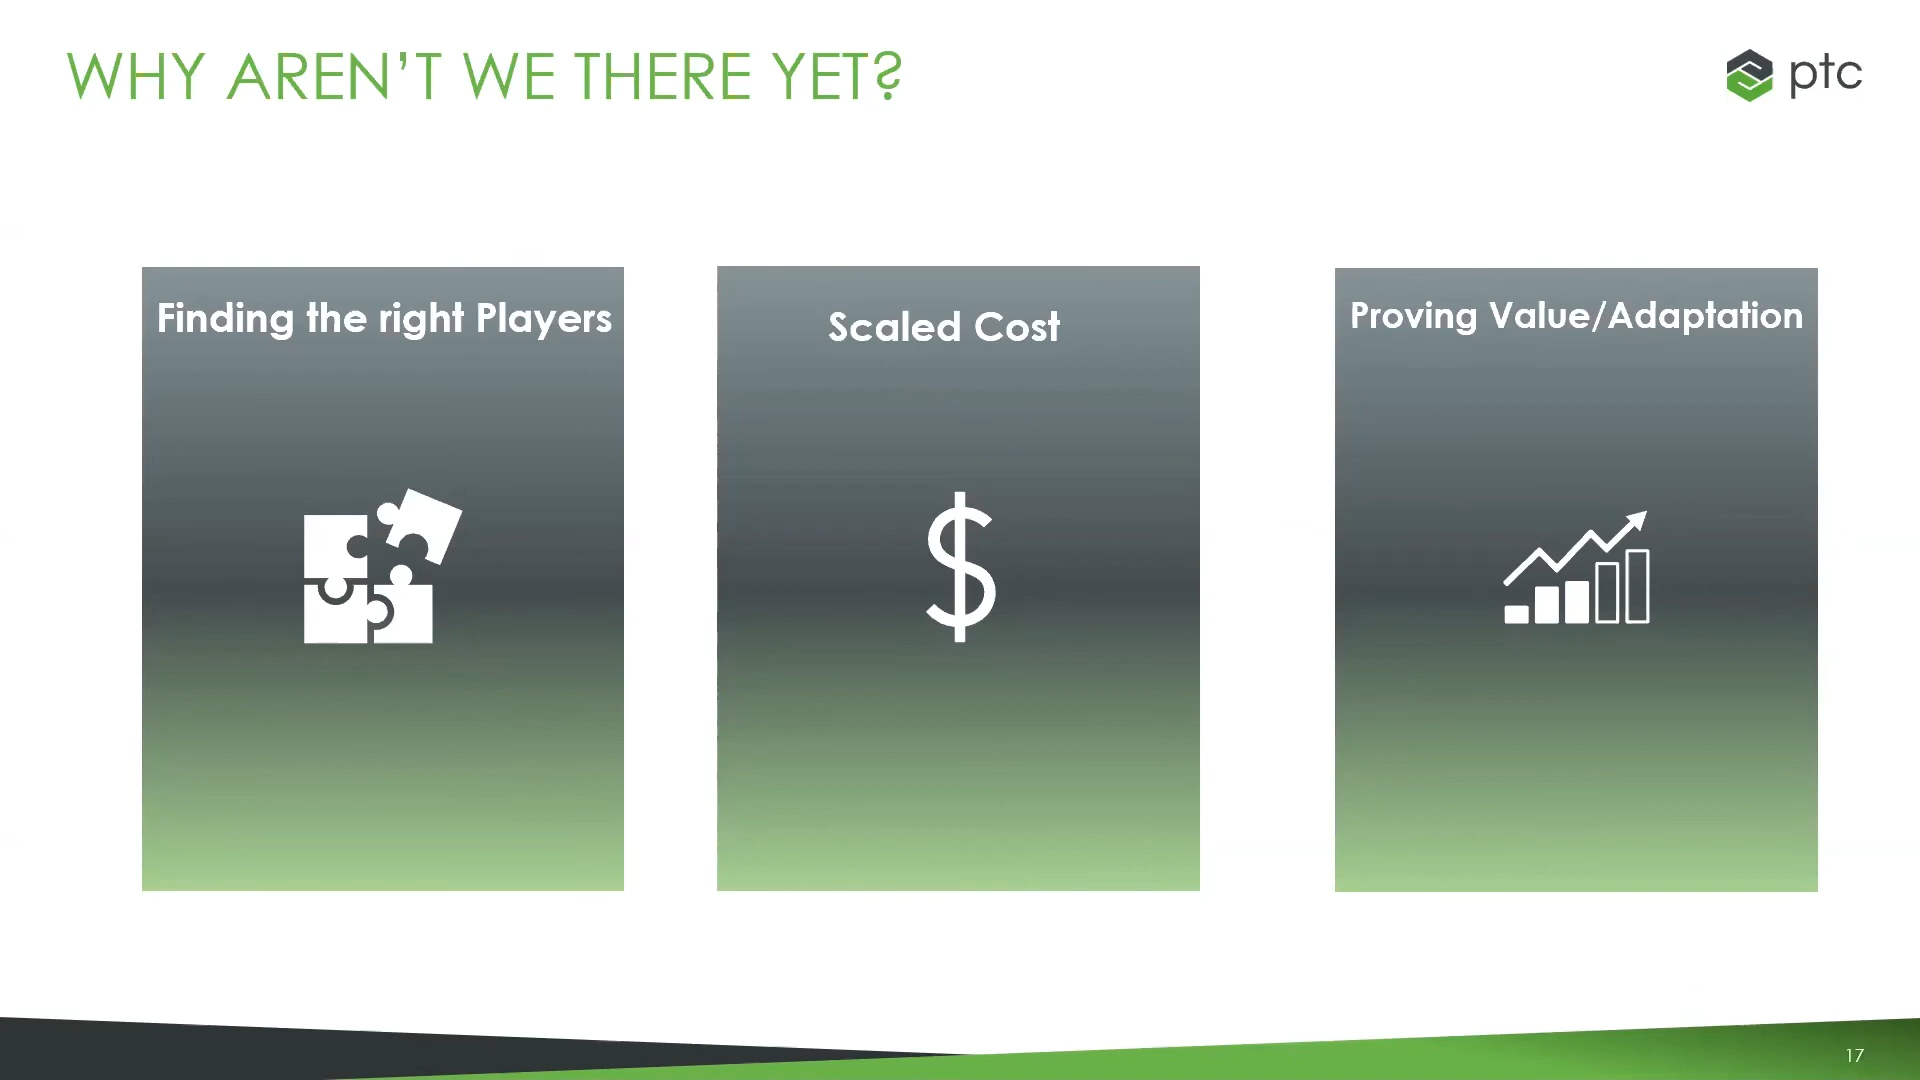 WHY AREN’T WE THERE YET?
ptc
Finding the right Players
Scaled Cost
Proving Value/Adaptation
$
17